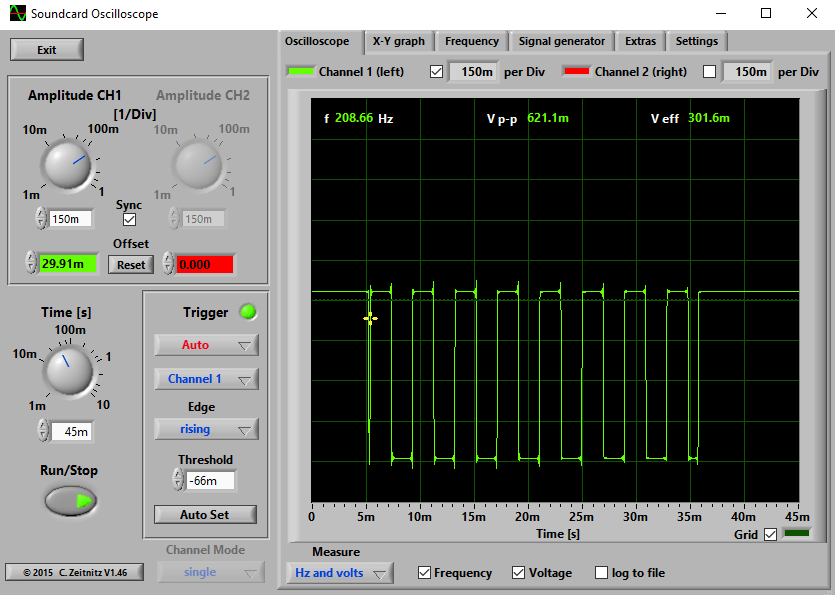 Soundcard Oscilloscope
Exit
Oscilloscope X-Y graph Frequency Signal generator Extras Settings
Channel 1 (left) 150m per Div Channel 2 (right) 150m per Div
Amplitude CH1 Amplitude CH2
[1/Div]
10m 100m 10m 100m
1m 1 1m 1
Sync
150m 150m
Offset
29.91m Reset 0.000
f 208.66 Hz V p-p 621.1m V eff 301.6m
Time [s]
100m
10m 1
1m 10
45m
Run/Stop
Trigger
Auto
Channel 1
Edge
rising
Threshold
-66m
Auto Set
Channel Mode
single
© 2015 C. Zeitnitz V1.46
0 5m 10m 15m 20m 25m 30m 35m 40m 45m
Time [s]
Grid
Measure
Hz and volts Frequency Voltage log to file